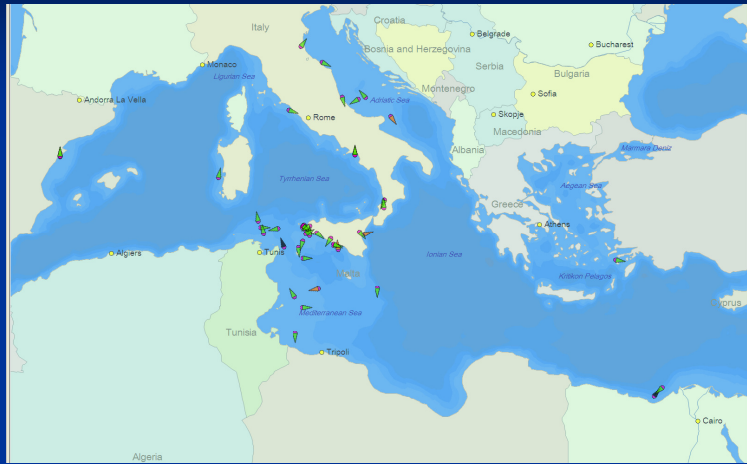 Croatia
Italy
Belgrade
Bosnia and Herzegovina
Bucharest
Monaco
Serbia
Ligurian Sea
Bulgaria
Montenegro
Andorra La Vella
Sofia
Adriatic Sea
Rome
Skopje
Macedonia
Albania
Marmara Deniz
Tyrrhenian Sea
Aegean Sea
Greece
Athens
Algiers
Tunis
Ionian Sea
Malta
Kritikon Pelagos
Cyprus
Mediterranean Sea
Tunisia
Tripoli
Cairo
Algeria